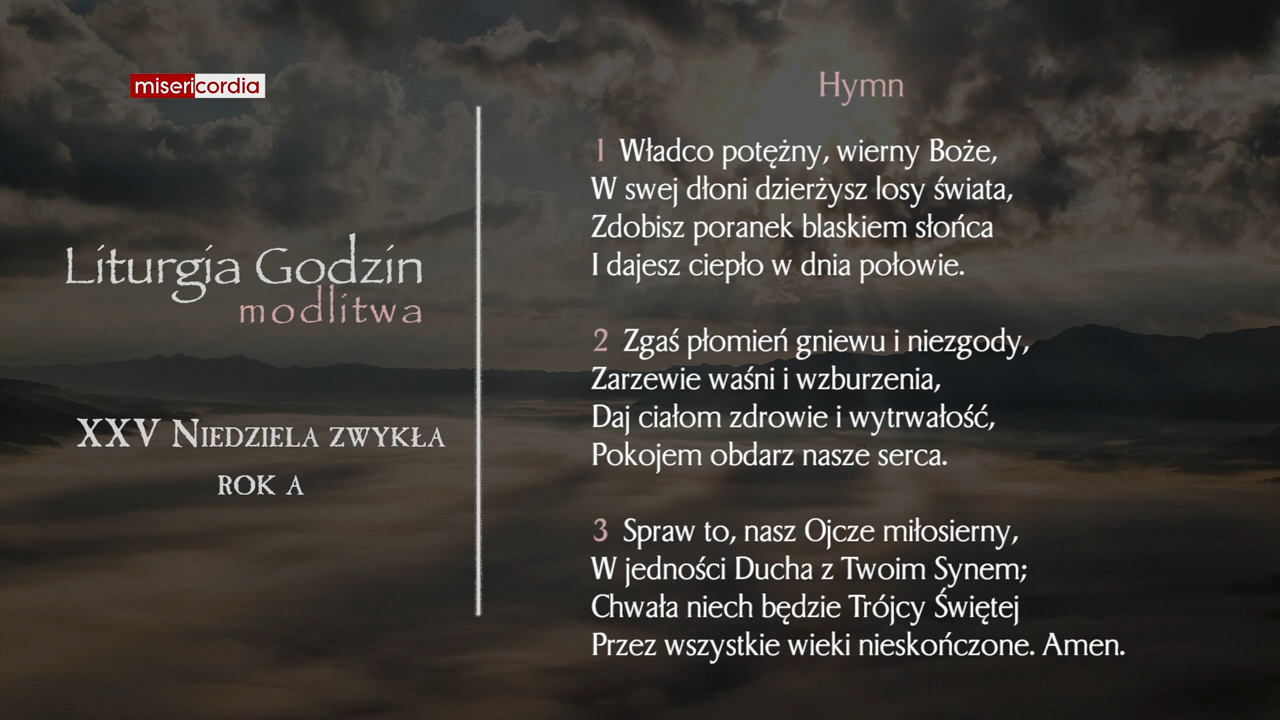 misericordia
Liturgia Godzin
modlitwa
XXV Niedziela zwykła
rok A
Hymn
1 Władco potężny, wierny Boże,
W swej dłoni dzierżysz losy świata,
Zdobisz poranek blaskiem słońca
I dajesz ciepło w dnia połowie.
2 Zgaś płomień gniewu i niezgody,
Zarzewie waśni i wzburzenia,
Daj ciałom zdrowie i wytrwałość,
Pokojem obdarz nasze serca.
3 Spraw to, nasz Ojcze miłosierny,
W jedności Ducha z Twoim Synem;
Chwała niech będzie Trójcy Świętej
Przez wszystkie wieki nieskończone. Amen.